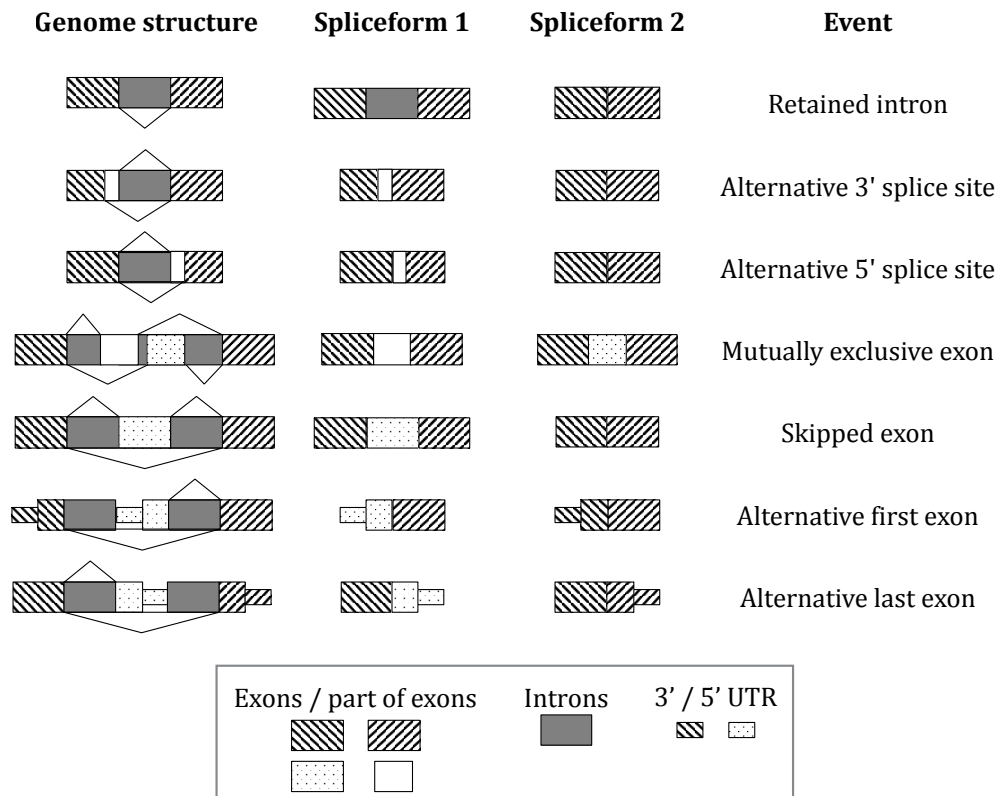 Genome structure Spliceform 1 Spliceform 2 Event
Retained intron
Alternative 3' splice site
Alternative 5' splice site
Mutually exclusive exon
Skipped exon
Alternative first exon
Alternative last exon
Exons / part of exons Introns 3’ / 5’ UTR